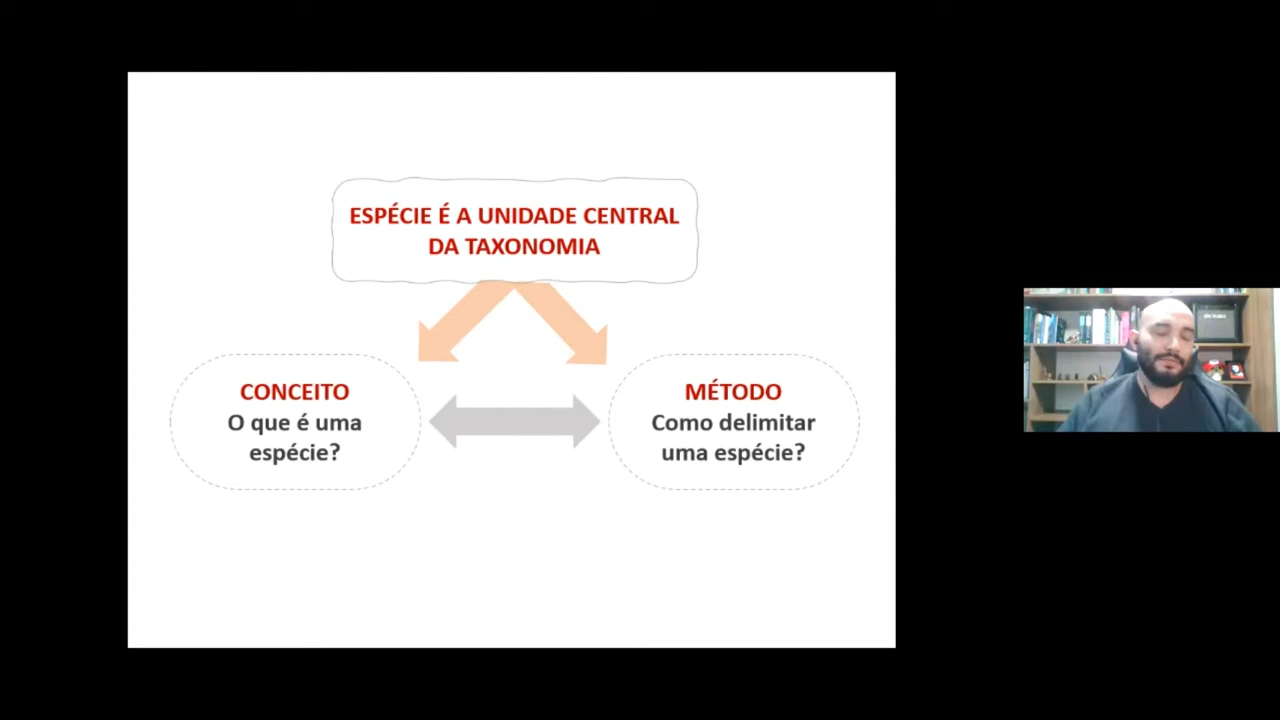 ESPÉCIE É A UNIDADE CENTRAL
DA TAXONOMIA
CONCEITO
O que é uma
espécie?
MÉTODO
Como delimitar
uma espécie?